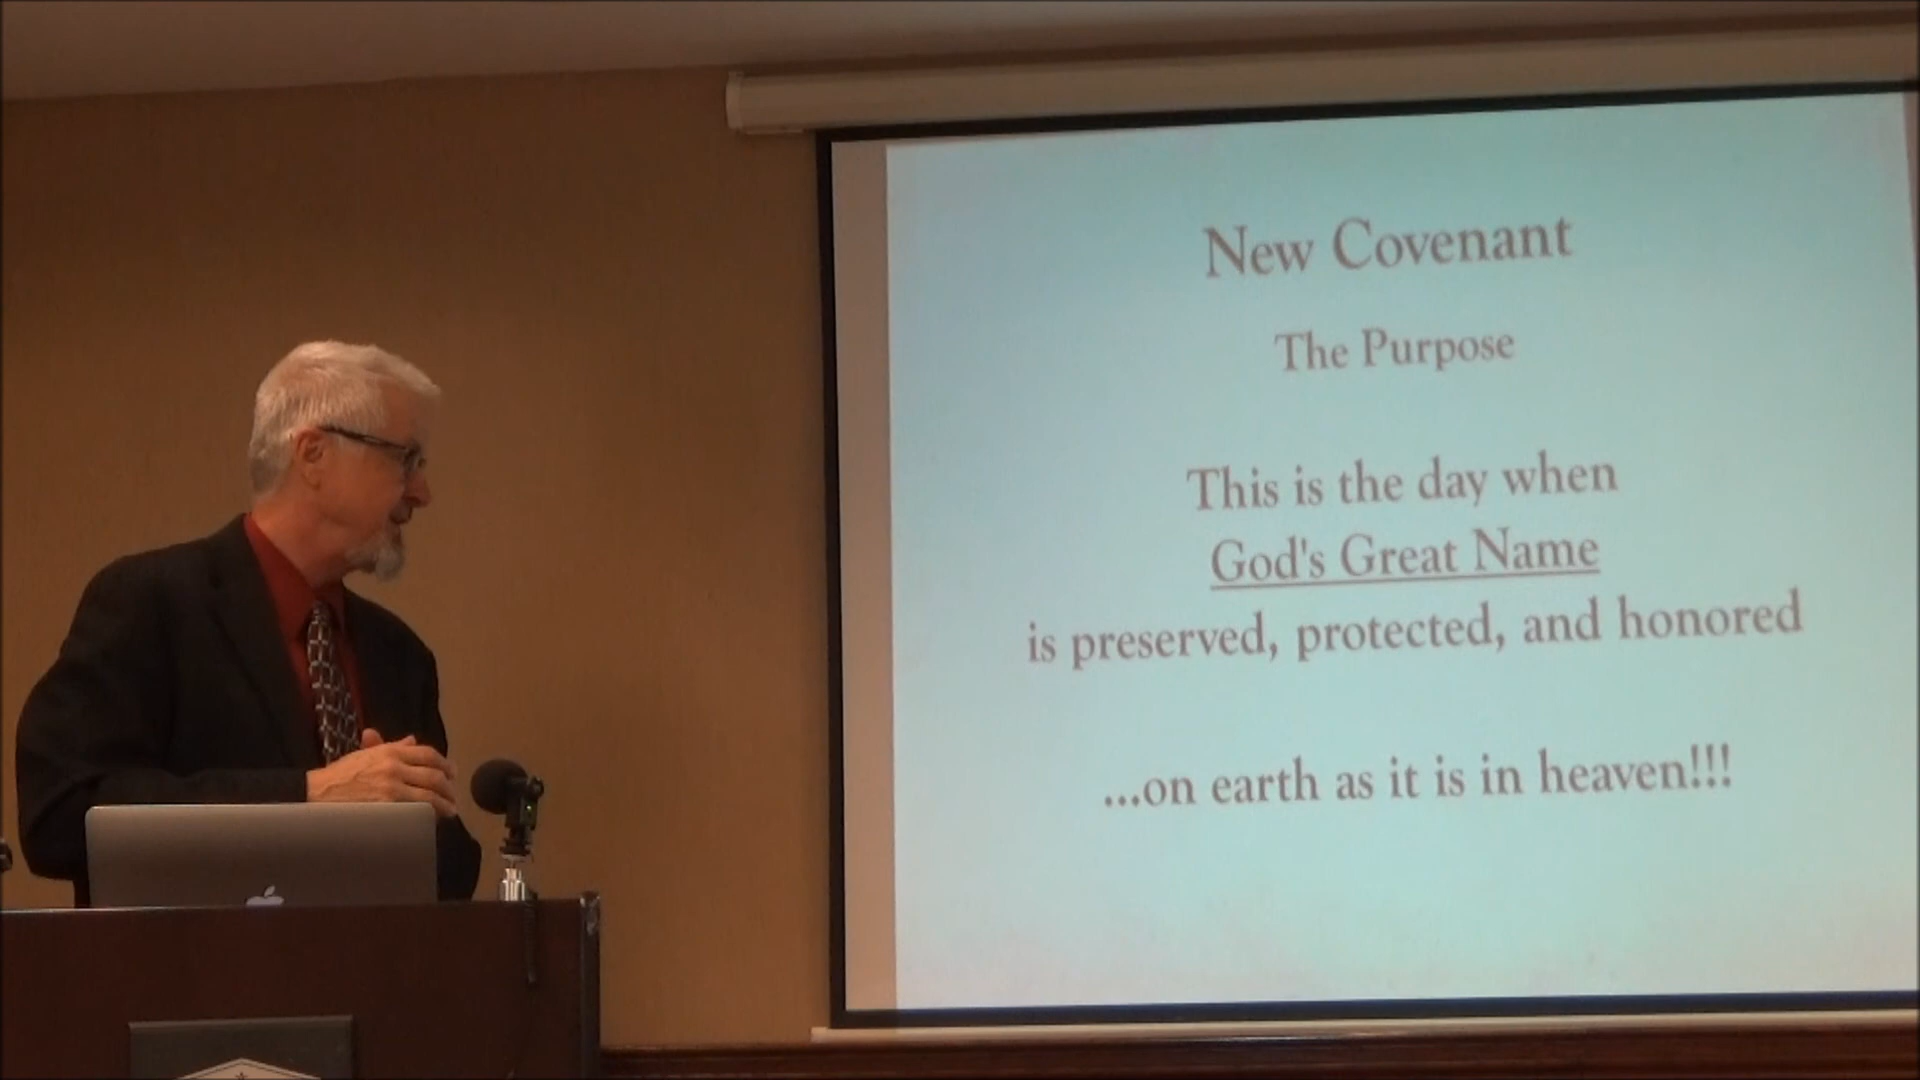 New Covenant
The Purpose
This is the day when
God's Great Name
is preserved, protected, and honored
...on earth as it is in heaven!!!